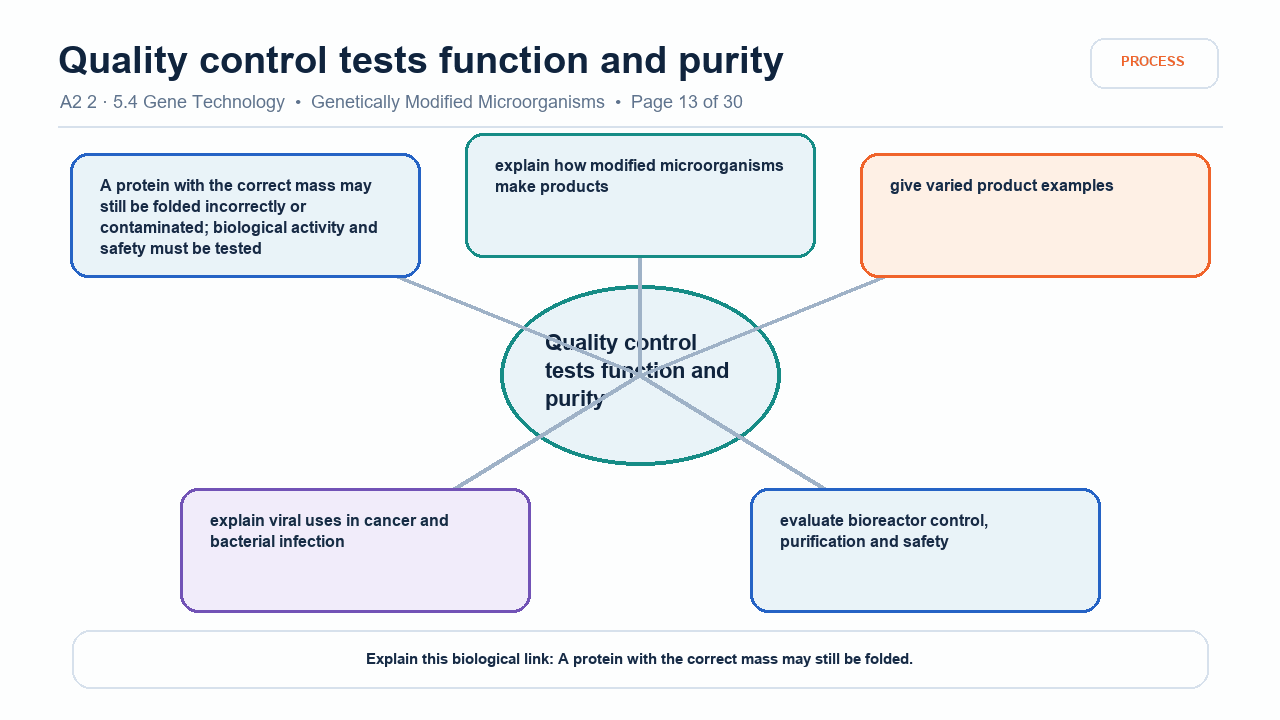 Quality control tests function and purity
PROCESS
A2 2 · 5.4 Gene Technology • Genetically Modified Microorganisms • Page 13 of 30
A protein with the correct mass may
still be folded incorrectly or
contaminated; biological activity and
safety must be tested
explain how modified microorganisms
make products
give varied product examples
Quality control
tests function and
purity
explain viral uses in cancer and
bacterial infection
evaluate bioreactor control,
purification and safety
Explain this biological link: A protein with the correct mass may still be folded.